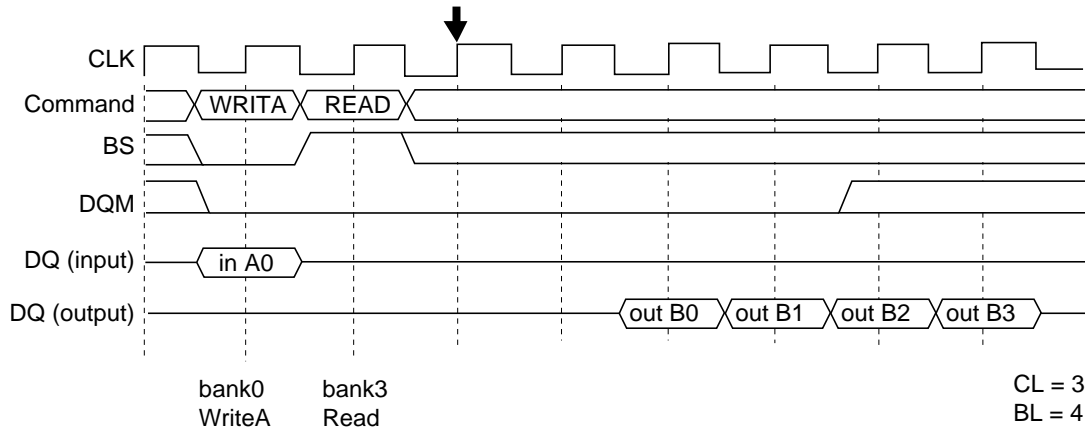 CLK
Command WRITA READ
BS
DQM
DQ (input) in A0
DQ (output) out B0 out B1 out B2 out B3
bank0 bank3 CL = 3
WriteA Read BL = 4